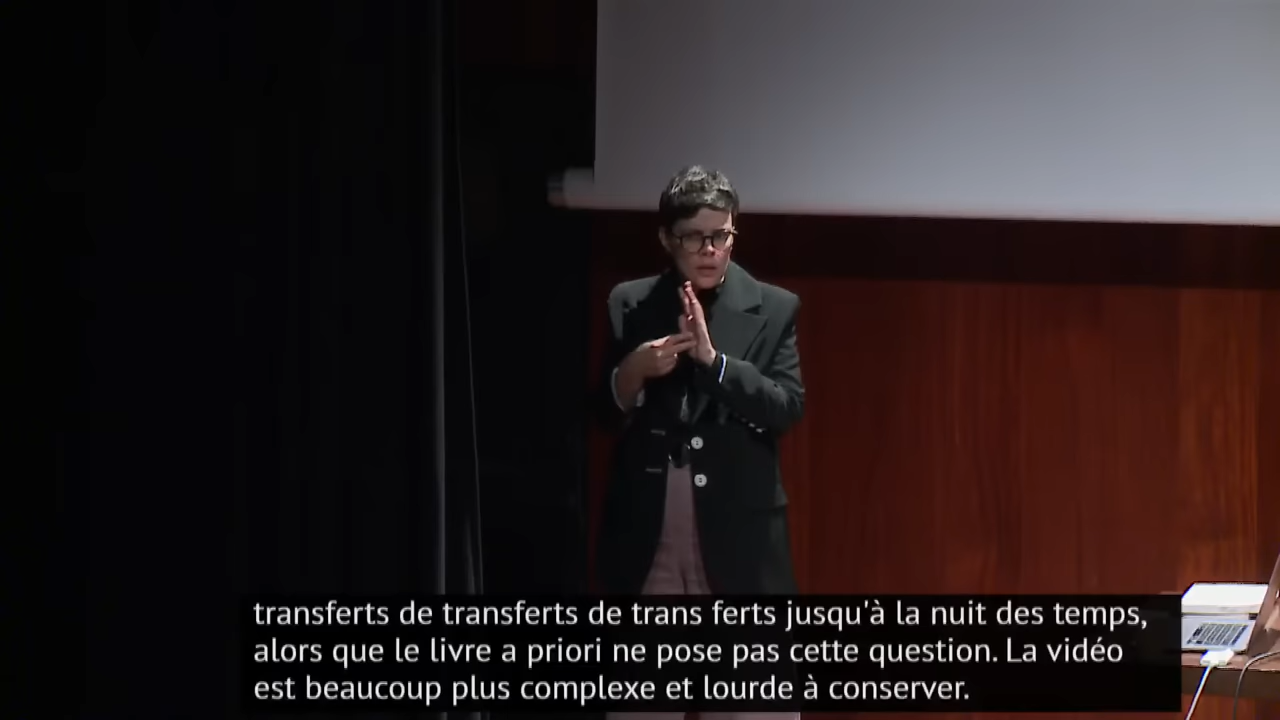 transferts de transferts de trans ferts jusqu'à la nuit des temps,
alors que le livre a priori ne pose pas cette question. La vidéo
est beaucoup plus complexe et lourde à conserver.